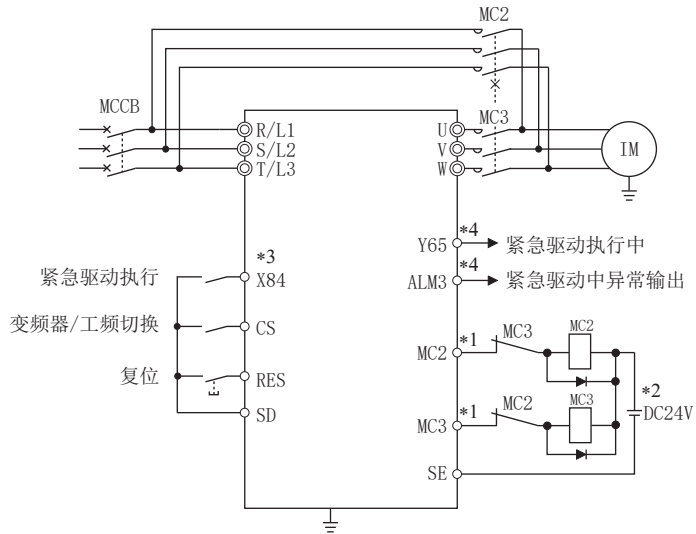 MC2
MCCB
MC3
R/L1
S/L2
T/L3
U
V
W
IM
*4
Y65
紧急驱动执行中
*3
*4
紧急驱动执行
X84
ALM3
紧急驱动中异常输出
变频器/工频切换
CS
*1
MC3
MC2
MC2
*2
DC24V
复位
RES
*1
MC2
MC3
SD
MC3
SE